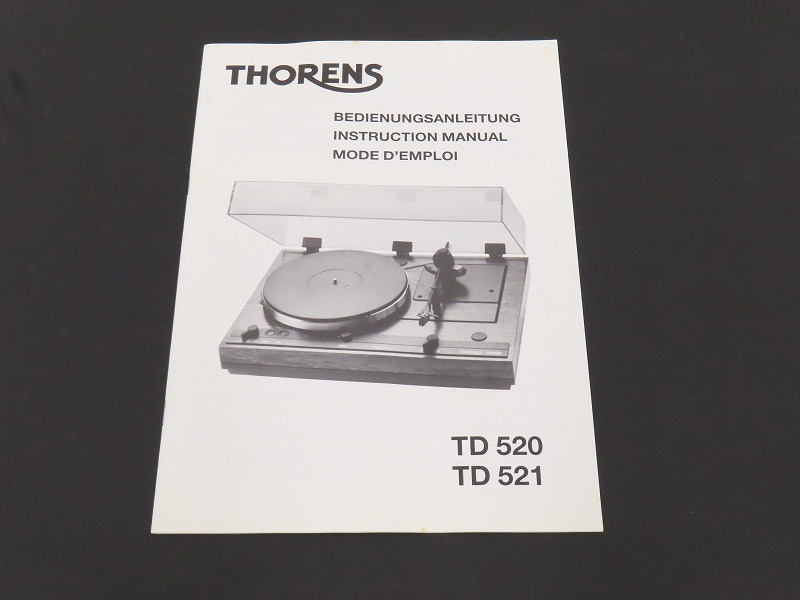 THORENS
BEDIENUNGSANLEITUNG
INSTRUCTION MANUAL
MODE D'EMPLOI
TD 520
TD 521